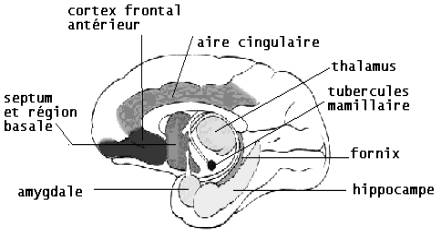 cortex frontal
antérieur
aire cingulaire
thalamus
tubercules
mamillaire
septum
et région
basale
fornix
amygdale
hippocampe